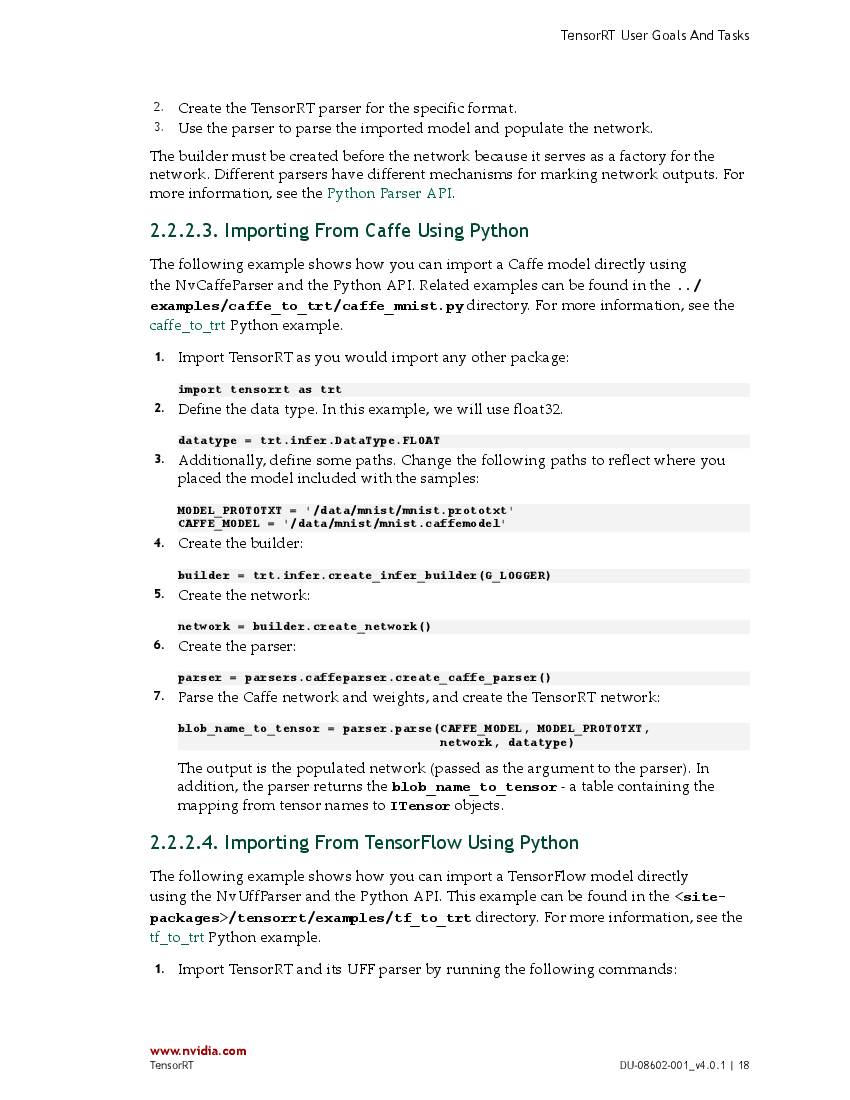 TensorRT User Goals And Tasks
2. Create the TensorRT parser for the specific format.
3. Use the parser to parse the imported model and populate the network.
The builder must be created before the network because it serves as a factory for the
network. Different parsers have different mechanisms for marking network outputs. For
more information, see the Python Parser API.
2.2.2.3. Importing From Caffe Using Python
The following example shows how you can import a Caffe model directly using
the NvCaffeParser and the Python API. Related examples can be found in the ../
examples/caffe_to_trt/caffe_mnist.py directory. For more information, see the
caffe_to_trt Python example.
1. Import TensorRT as you would import any other package:
import tensorrt as trt
2. Define the data type. In this example, we will use float32.
datatype = trt.infer.DataType.FLOAT
3. Additionally, define some paths. Change the following paths to reflect where you
placed the model included with the samples:
MODEL_PROTOTXT = '/data/mnist/mnist.prototxt'
CAFFE_MODEL = '/data/mnist/mnist.caffemodel'
4. Create the builder:
builder = trt.infer.create_infer_builder(G_LOGGER)
5. Create the network:
network = builder.create_network()
6. Create the parser:
parser = parsers.caffeparser.create_caffe_parser()
7. Parse the Caffe network and weights, and create the TensorRT network:
blob_name_to_tensor = parser.parse(CAFFE_MODEL, MODEL_PROTOTXT,
network, datatype)
The output is the populated network (passed as the argument to the parser). In
addition, the parser returns the blob_name_to_tensor - a table containing the
mapping from tensor names to ITensor objects.
2.2.2.4. Importing From TensorFlow Using Python
The following example shows how you can import a TensorFlow model directly
using the NvUffParser and the Python API. This example can be found in the <site-
packages>/tensorrt/examples/tf_to_trt directory. For more information, see the
tf_to_trt Python example.
1. Import TensorRT and its UFF parser by running the following commands:
www.nvidia.com
TensorRT DU-08602-001_v4.0.1 | 18